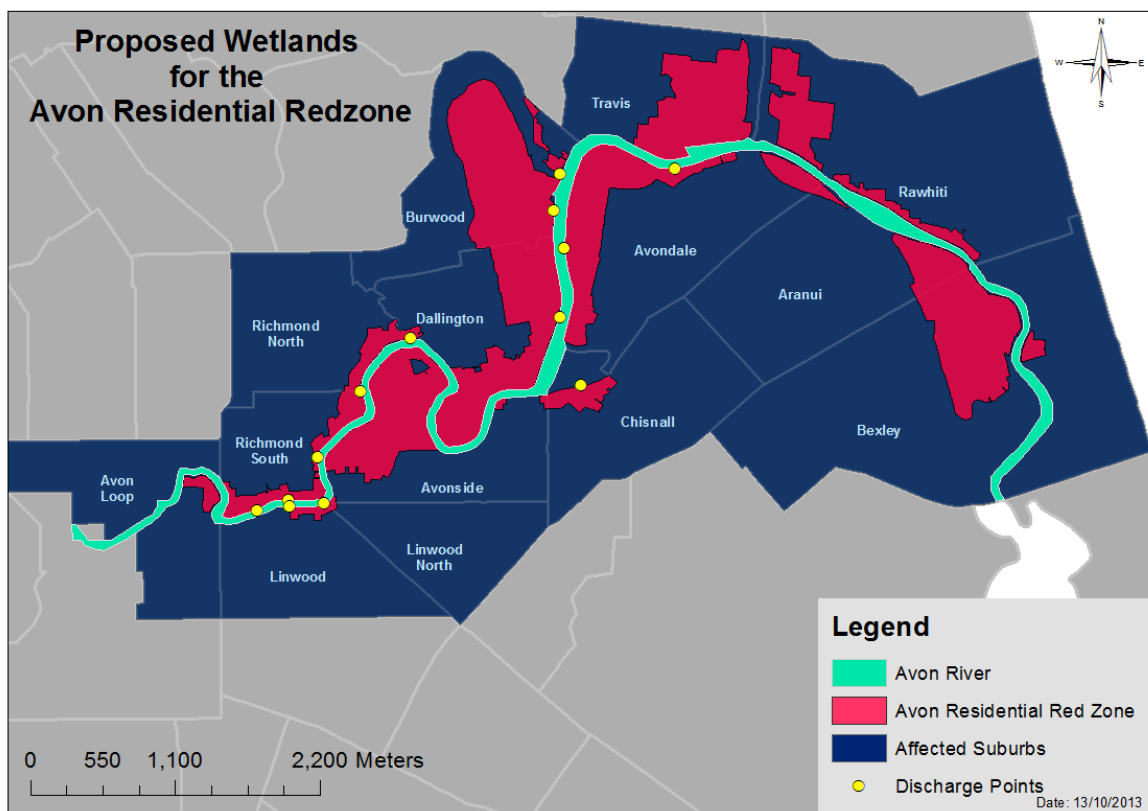 Proposed Wetlands
for the
Avon Residential Redzone
N
W
E
S
Travis
Burwood
Rawhiti
Avondale
Aranui
Dallington
Richmond
North
Chisnall
Bexley
Richmond
South
Avon
Loop
Avonside
Linwood
North
Linwood
Legend
Avon River
Avon Residential Red Zone
Affected Suburbs
Discharge Points
0 550 1,100 2,200 Meters
Date: 13/10/2013